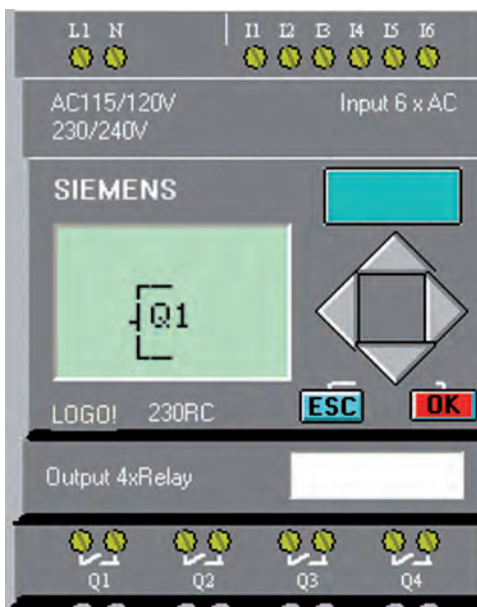 L1 N I1 I2 I3 I4 I5 I6
AC115/120V Input 6 x AC
230/240V
SIEMENS
Q1
ESC OK
LOGO! 230RC
Output 4xRelay
Q1 Q2 Q3 Q4